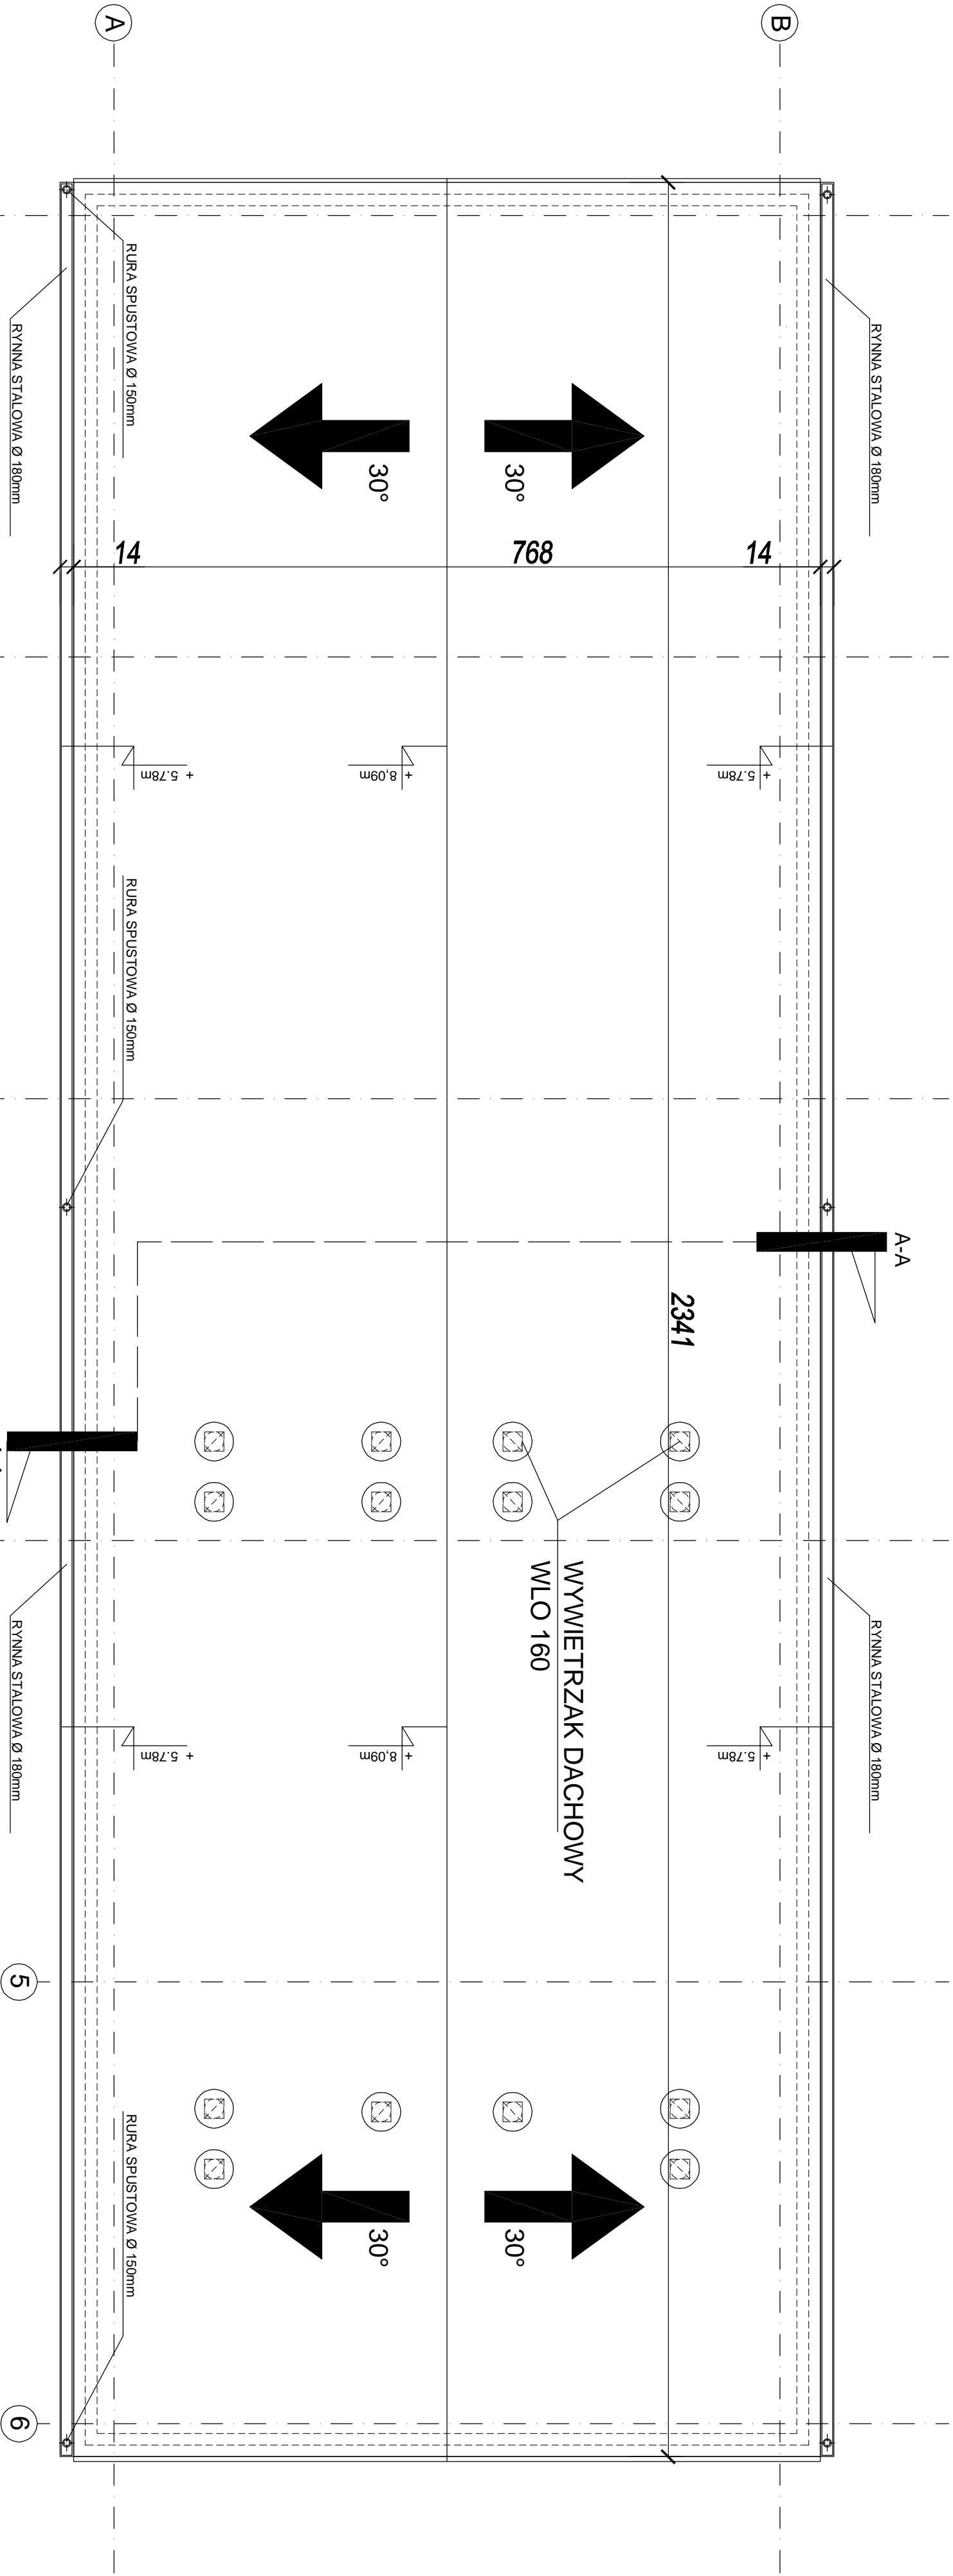 A
B
RURA SPUSTOWA Ø 150mm
RYNNA STALOWA Ø 180mm
RYNNA STALOWA Ø 180mm
30°
30°
14
768
14
+ 5.78m
+ 8,09m
+ 5.78m
RURA SPUSTOWA Ø 150mm
A-A
2341
WYWIETRZAK DACHOWY
WLO 160
RYNNA STALOWA Ø 180mm
RYNNA STALOWA Ø 180mm
+ 5.78m
+ 8,09m
+ 5.78m
5
RURA SPUSTOWA Ø 150mm
30°
30°
6